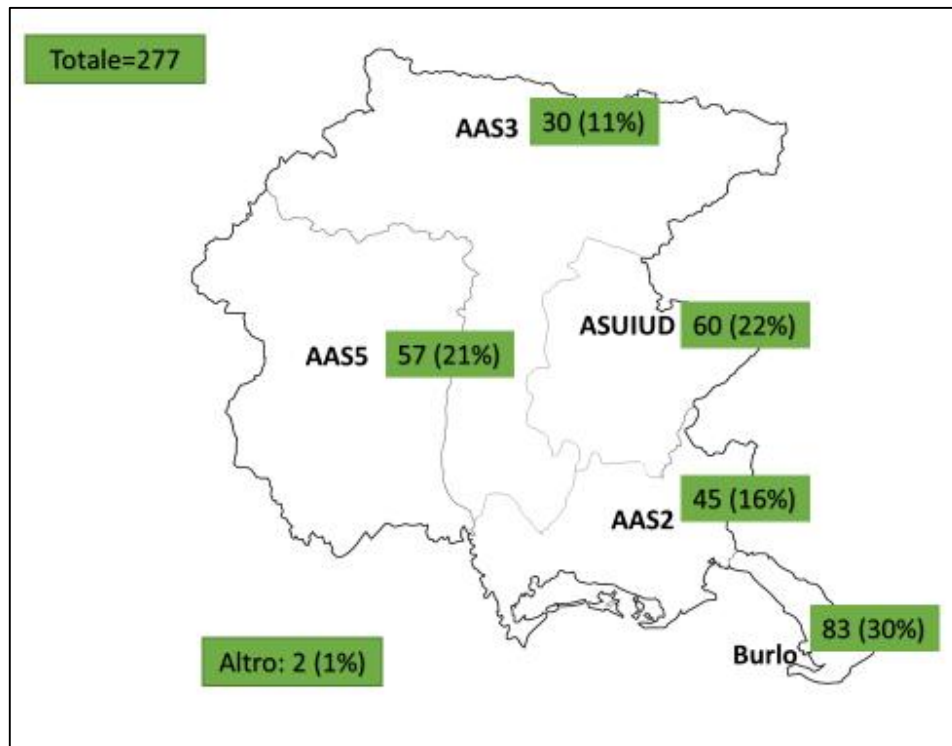 Totale=277
AAS3 30 (11%)
ASUIUD 60 (22%)
AAS5 57 (21%)
AAS2 45 (16%)
Burlo 83 (30%)
Altro: 2 (1%)